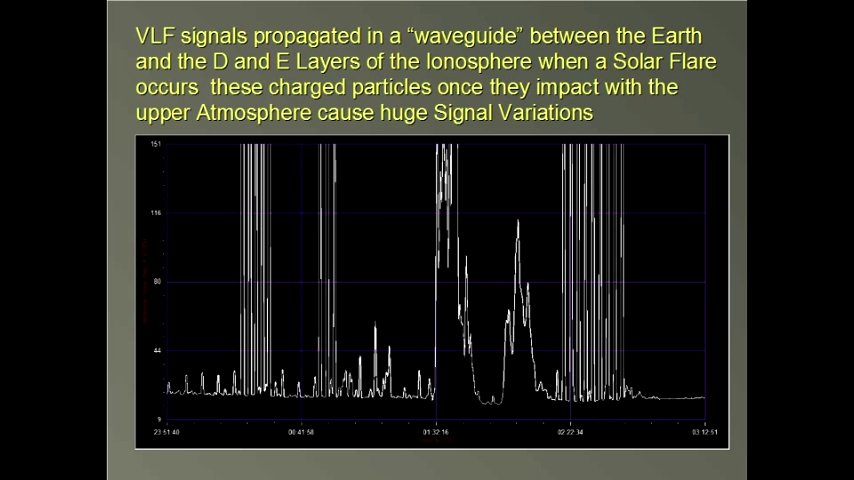 VLF signals propagated in a “waveguide” between the Earth
and the D and E Layers of the Ionosphere when a Solar Flare
occurs these charged particles once they impact with the
upper Atmosphere cause huge Signal Variations
151
116
80
44
9
23:51:40 00:41:58 01:32:16 02:22:34 03:12:51